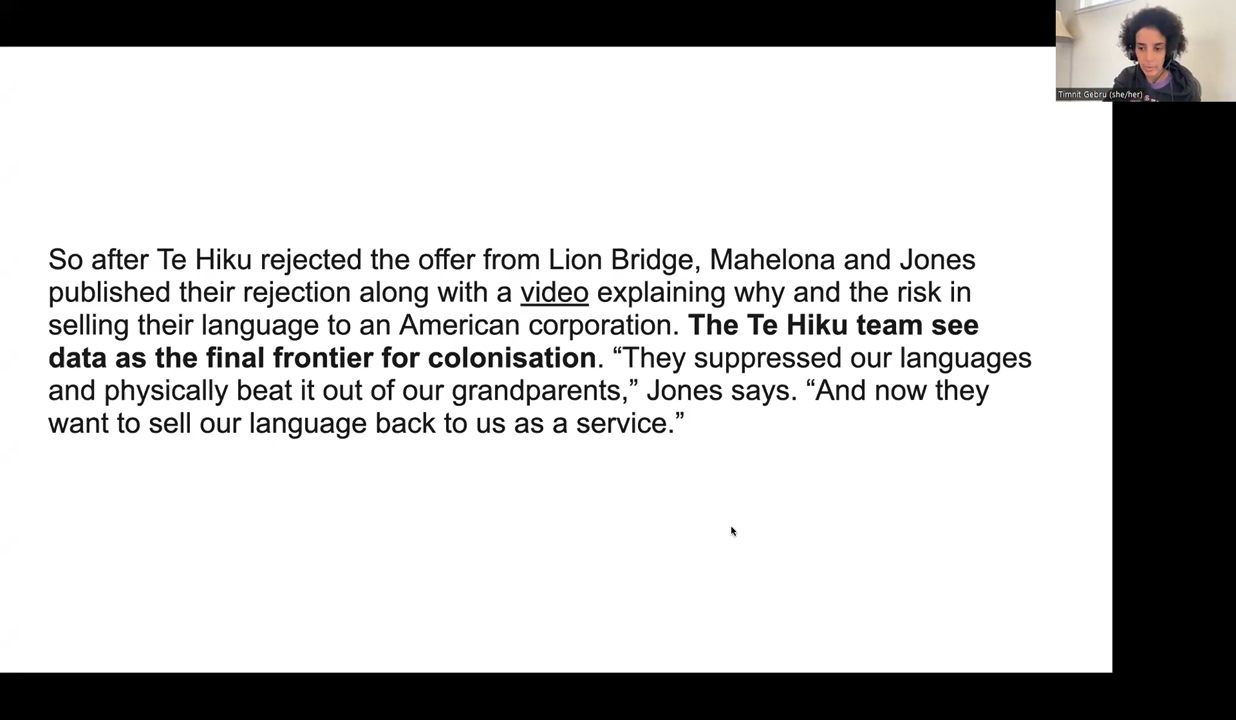 Timnit Gebru (she/her)
So after Te Hiku rejected the offer from Lion Bridge, Mahelona and Jones
published their rejection along with a video explaining why and the risk in
selling their language to an American corporation. The Te Hiku team see
data as the final frontier for colonisation. “They suppressed our languages
and physically beat it out of our grandparents,” Jones says. “And now they
want to sell our language back to us as a service.”